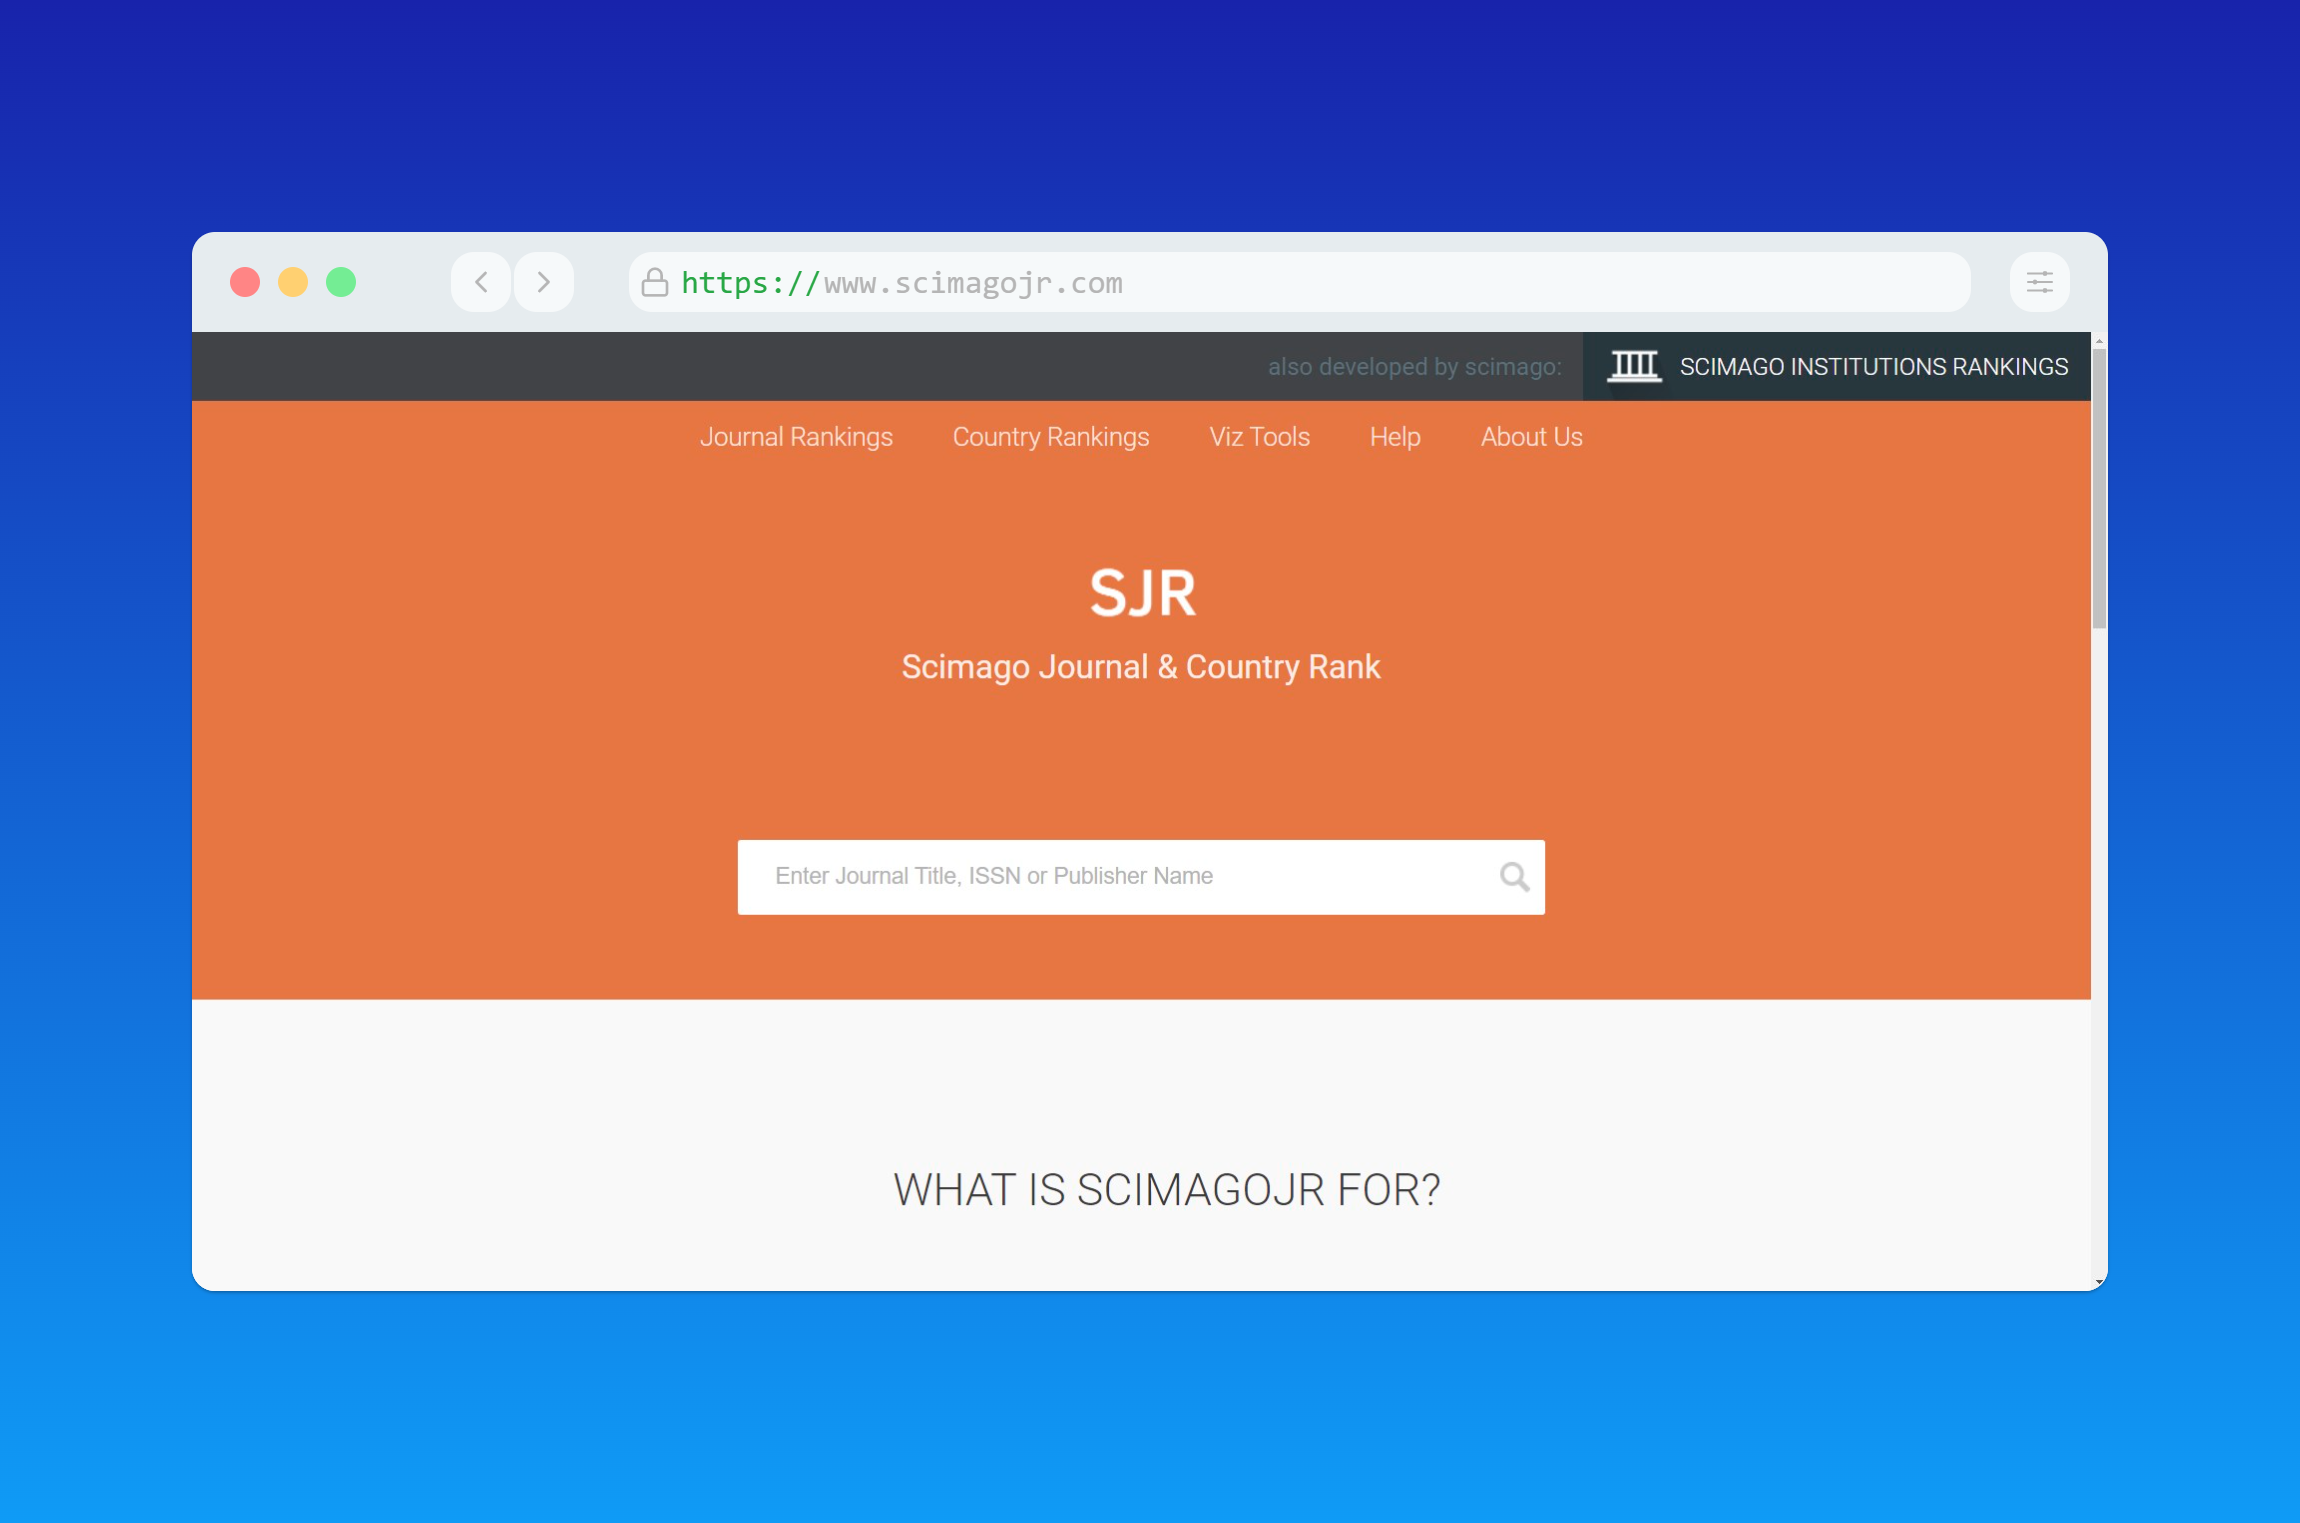 https://www.scimagojr.com
also developed by scimago: SCIMAGO INSTITUTIONS RANKINGS
Journal Rankings Country Rankings Viz Tools Help About Us
SJR
Scimago Journal & Country Rank
Enter Journal Title, ISSN or Publisher Name
WHAT IS SCIMAGOJR FOR?